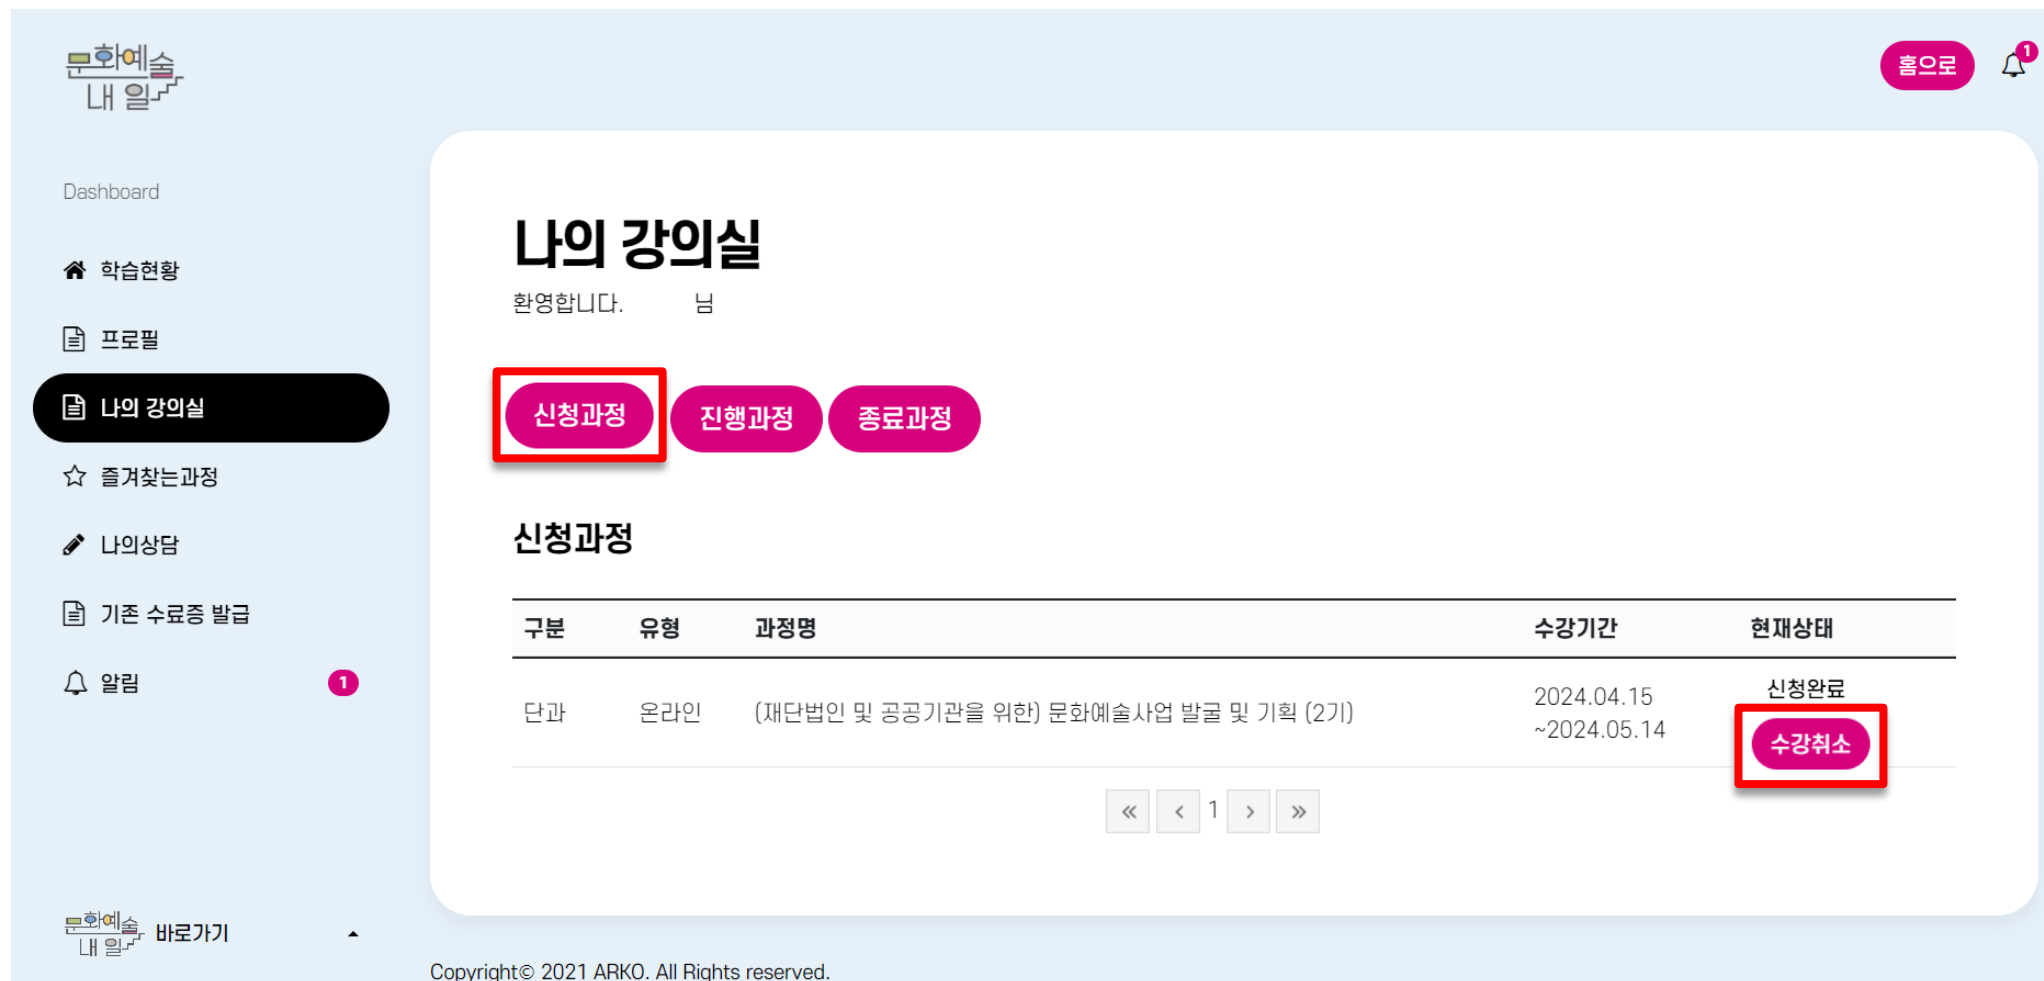 문화예술
내 일
홈으로
1
Dashboard
학습현황
프로필
나의 강의실
즐겨찾는과정
나의상담
기존 수료증 발급
알림 1
나의 강의실
환영합니다. 님
신청과정 진행과정 종료과정
신청과정
구분 유형 과정명 수강기간 현재상태
단과 온라인 (재단법인 및 공공기관을 위한) 문화예술사업 발굴 및 기획 (2기) 2024.04.15
~2024.05.14
신청완료
수강취소
« ‹ 1 › »
문화예술
내 일
바로가기
Copyright© 2021 ARKO. All Rights reserved.